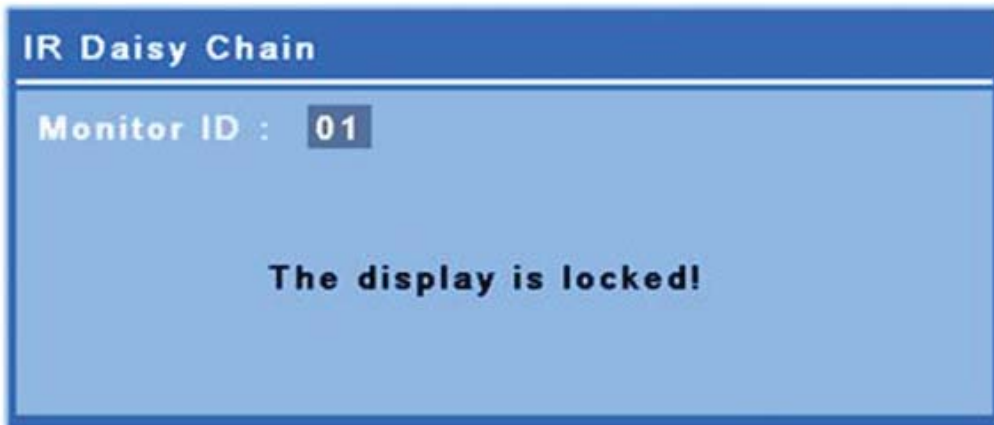 IR Daisy Chain
Monitor ID : 01
The display is locked!